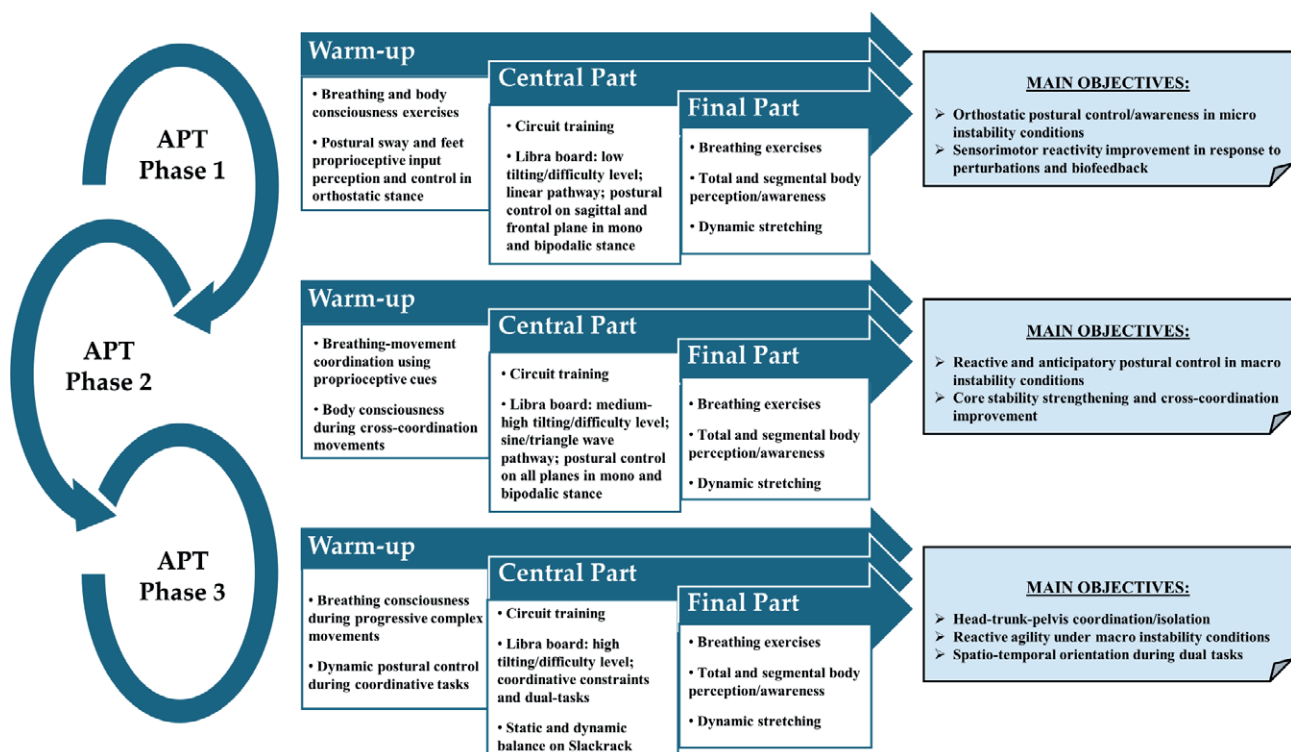 APT
Phase 1
Warm-up
• Breathing and body
consciousness exercises
• Postural sway and feet
proprioceptive input
perception and control in
orthostatic stance
Central Part
• Circuit training
• Libra board: low
tilting/difficulty level;
linear pathway; postural
control on sagittal and
frontal plane in mono
and bipodalic stance
Final Part
• Breathing exercises
• Total and segmental body
perception/awareness
• Dynamic stretching
MAIN OBJECTIVES:
➢ Orthostatic postural control/awareness in micro
instability conditions
➢ Sensorimotor reactivity improvement in response to
perturbations and biofeedback
APT
Phase 2
Warm-up
• Breathing-movement
coordination using
proprioceptive cues
• Body consciousness
during cross-coordination
movements
Central Part
• Circuit training
• Libra board: medium-
high tilting/difficulty level;
sine/triangle wave
pathway; postural control
on all planes in mono and
bipodalic stance
Final Part
• Breathing exercises
• Total and segmental body
perception/awareness
• Dynamic stretching
MAIN OBJECTIVES:
➢ Reactive and anticipatory postural control in macro
instability conditions
➢ Core stability strengthening and cross-coordination
improvement
APT
Phase 3
Warm-up
• Breathing consciousness
during progressive complex
movements
• Dynamic postural control
during coordinative tasks
Central Part
• Circuit training
• Libra board: high
tilting/difficulty level;
coordinative constraints
and dual-tasks
• Static and dynamic
balance on Slackrack
Final Part
• Breathing exercises
• Total and segmental body
perception/awareness
• Dynamic stretching
MAIN OBJECTIVES:
➢ Head-trunk-pelvis coordination/isolation
➢ Reactive agility under macro instability conditions
➢ Spatio-temporal orientation during dual tasks